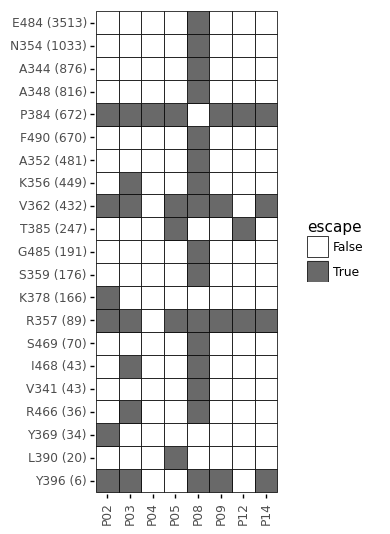 E484 (3513)
N354 (1033)
A344 (876)
A348 (816)
P384 (672)
F490 (670)
A352 (481)
K356 (449)
V362 (432)
T385 (247)
G485 (191)
S359 (176)
K378 (166)
R357 (89)
S469 (70)
I468 (43)
V341 (43)
R466 (36)
Y369 (34)
L390 (20)
Y396 (6)
P02 P03 P04 P05 P08 P09 P12 P14
escape
False
True